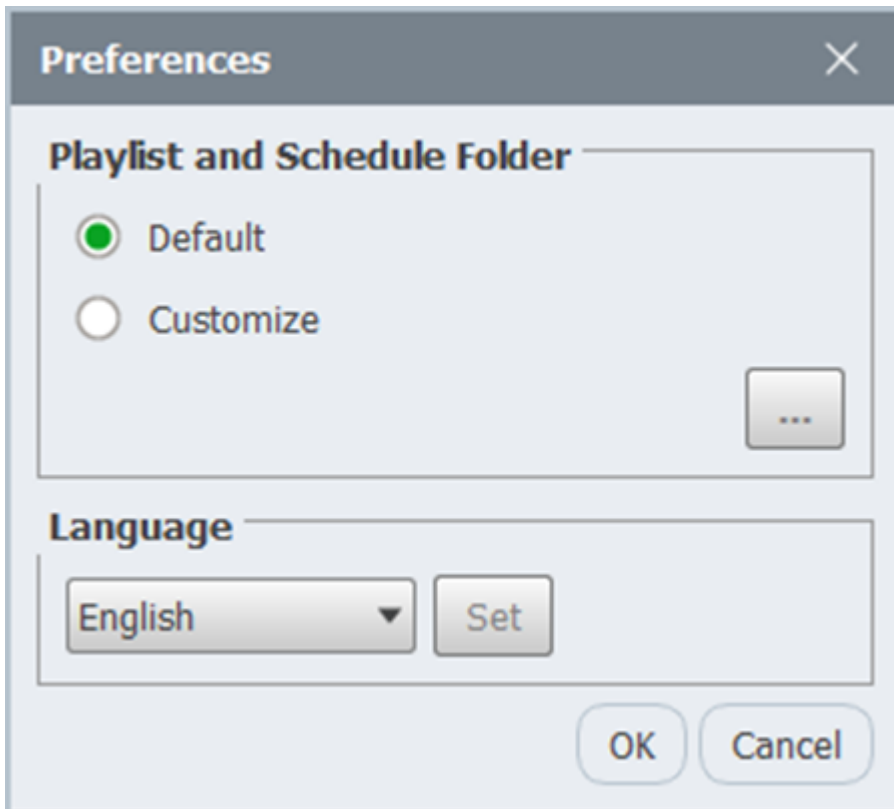 Preferences
Playlist and Schedule Folder
Default
Customize
...
Language
English
Set
OK
Cancel